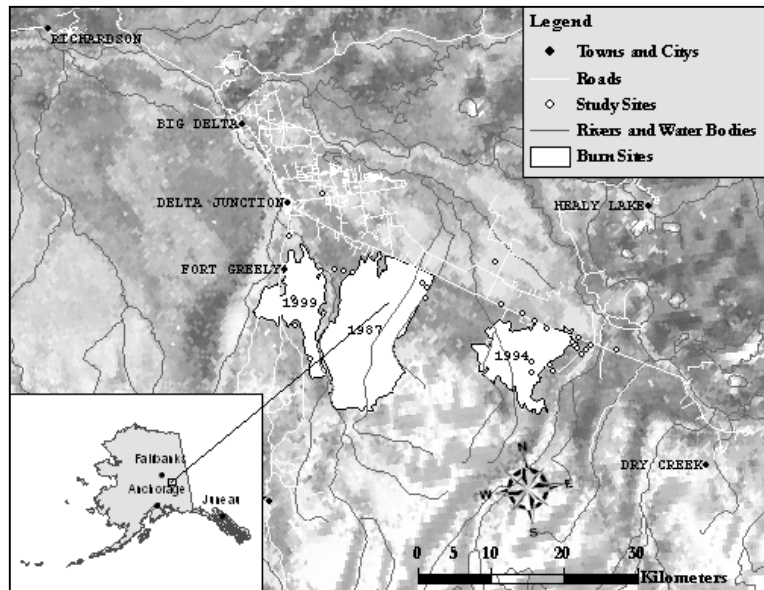 Legend
Towns and Citys
Roads
Study Sites
Rivers and Water Bodies
Burn Sites
RICHARDSON
BIG DELTA
DELTA JUNCTION
HEALY LAKE
FORT GREELY
1999
1987
1994
DRY CREEK
N
W
E
S
Fairbanks
Anchorage
Juneau
0 5 10 20 30
Kilometers